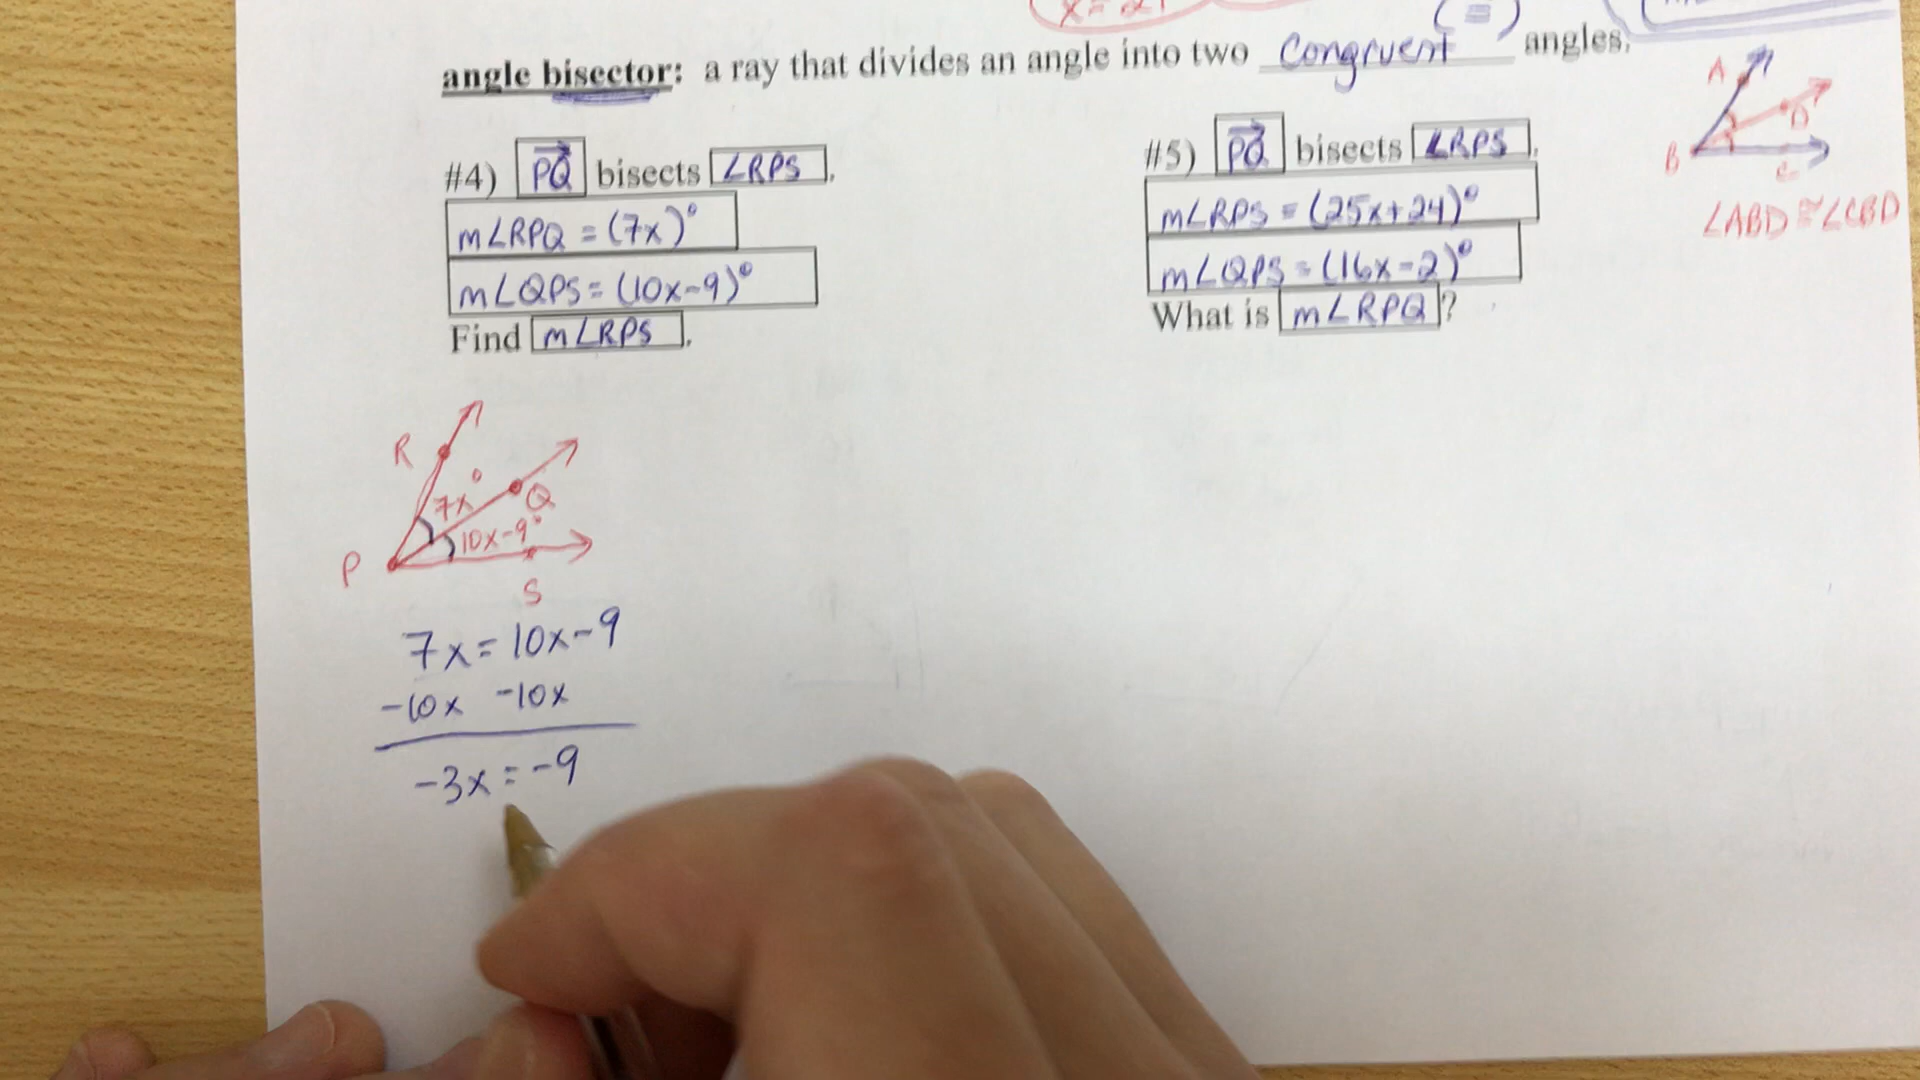 x = 21
(≅)
angle bisector: a ray that divides an angle into two congruent angles.
#4) PQ bisects ∠RPS.
m∠RPQ = (7x)°
m∠QPS = (10x-9)°
Find m∠RPS.
R
7x°
Q
10x-9°
P
S
7x = 10x-9
-10x -10x
-3x = -9
#5) PQ bisects ∠RPS.
m∠RPS = (25x+24)°
m∠QPS = (16x-2)°
What is m∠RPQ?
A
D
B
C
∠ABD ≅ ∠CBD